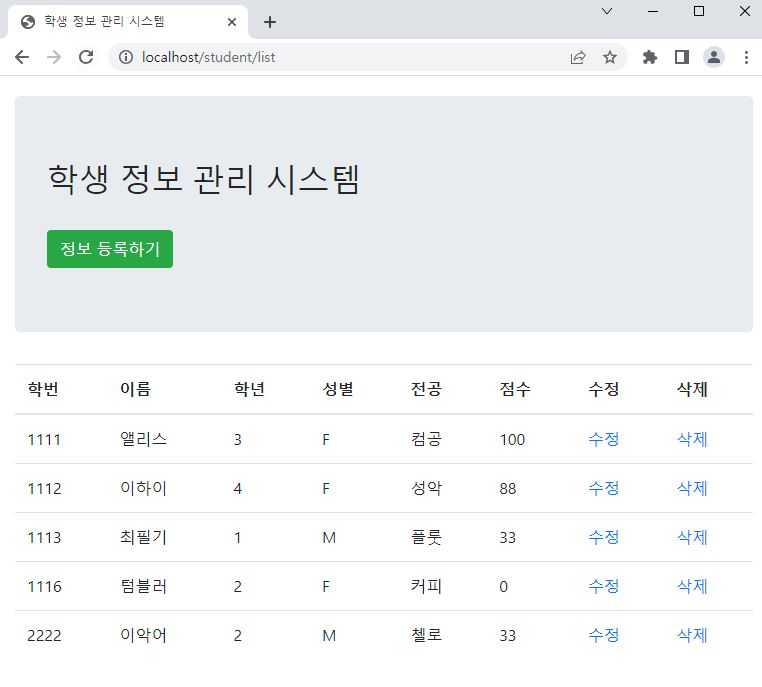 학생 정보 관리 시스템
localhost/student/list
학생 정보 관리 시스템
정보 등록하기
학번 이름 학년 성별 전공 점수 수정 삭제
1111 앨리스 3 F 컴공 100 수정 삭제
1112 이하이 4 F 성악 88 수정 삭제
1113 최필기 1 M 플룻 33 수정 삭제
1116 텀블러 2 F 커피 0 수정 삭제
2222 이악어 2 M 첼로 33 수정 삭제